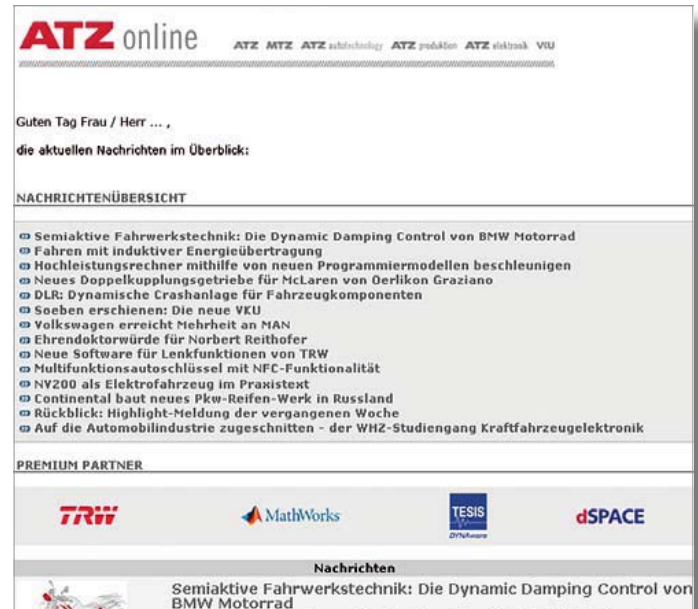 ATZ online
ATZ MTZ ATZ autotechnology ATZ produktion ATZ elektronik VKU
Guten Tag Frau / Herr ... ,
die aktuellen Nachrichten im Überblick:
NACHRICHTENÜBERSICHT
Semiaktive Fahrwerkstechnik: Die Dynamic Damping Control von BMW Motorrad
Fahren mit induktiver Energieübertragung
Hochleistungsrechner mithilfe von neuen Programmiermodellen beschleunigen
Neues Doppelkupplungsgetriebe für McLaren von Oerlikon Graziano
DLR: Dynamische Crashanlage für Fahrzeugkomponenten
Soeben erschienen: Die neue VKU
Volkswagen erreicht Mehrheit an MAN
Ehrendoktorwürde für Norbert Reithofer
Neue Software für Lenkfunktionen von TRW
Multifunktionsautoschlüssel mit NFC-Funktionalität
NV200 als Elektrofahrzeug im Praxistext
Continental baut neues Pkw-Reifen-Werk in Russland
Rückblick: Highlight-Meldung der vergangenen Woche
Auf die Automobilindustrie zugeschnitten - der WHZ-Studiengang Kraftfahrzeugelektronik
PREMIUM PARTNER
TRW MathWorks TESIS DYNAware dSPACE
Nachrichten
Semiaktive Fahrwerkstechnik: Die Dynamic Damping Control von
BMW Motorrad